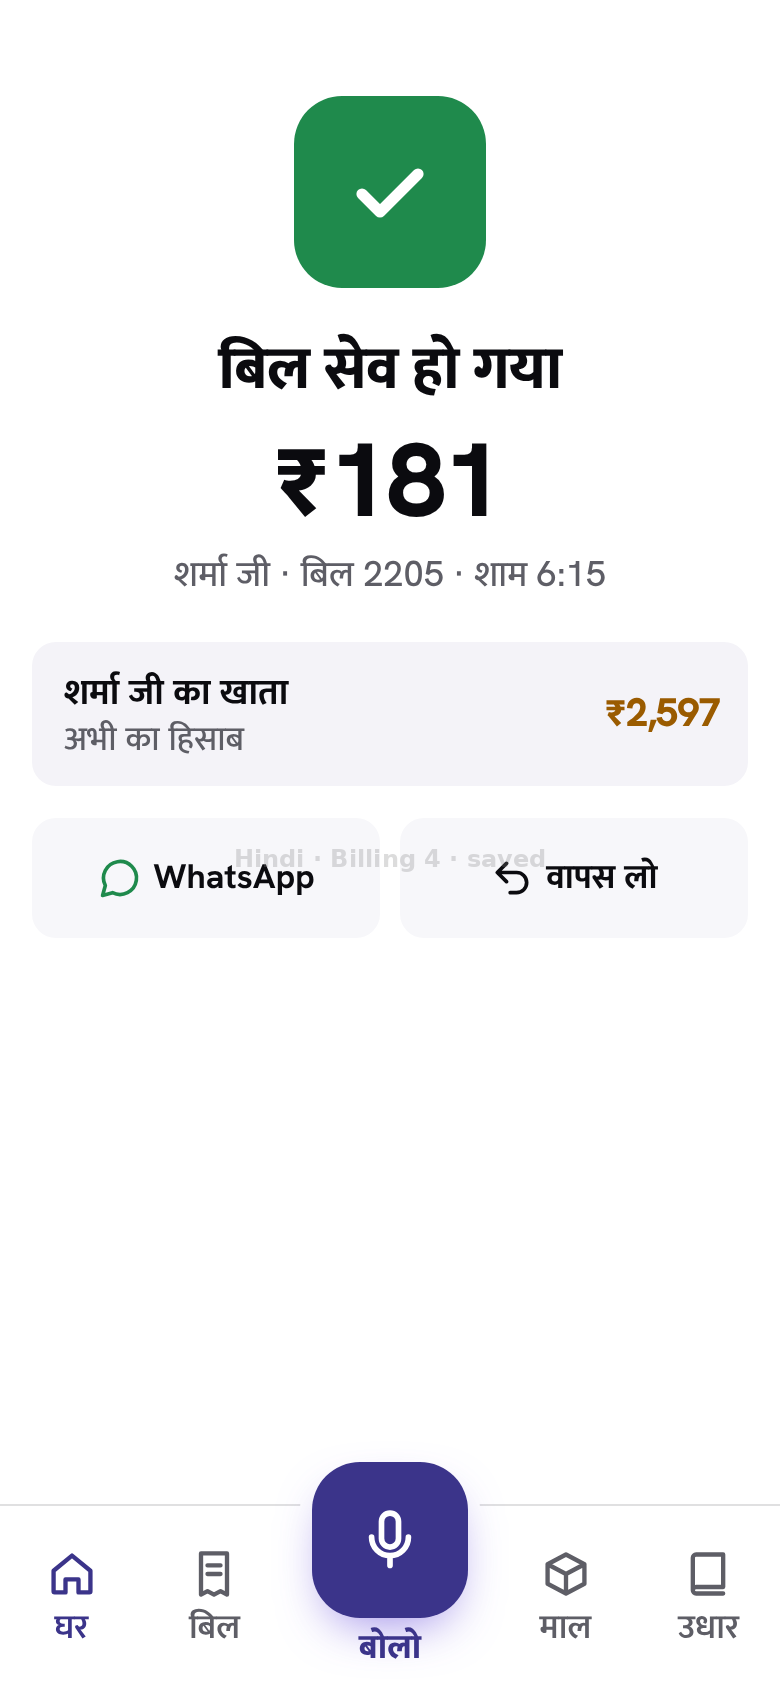 बिल सेव हो गया
₹181
शर्मा जी · बिल 2205 · शाम 6:15
शर्मा जी का खाता
अभी का हिसाब
₹2,597
Hindi · Billing 4 · saved
WhatsApp
वापस लो
घर
बिल
बोलो
माल
उधार